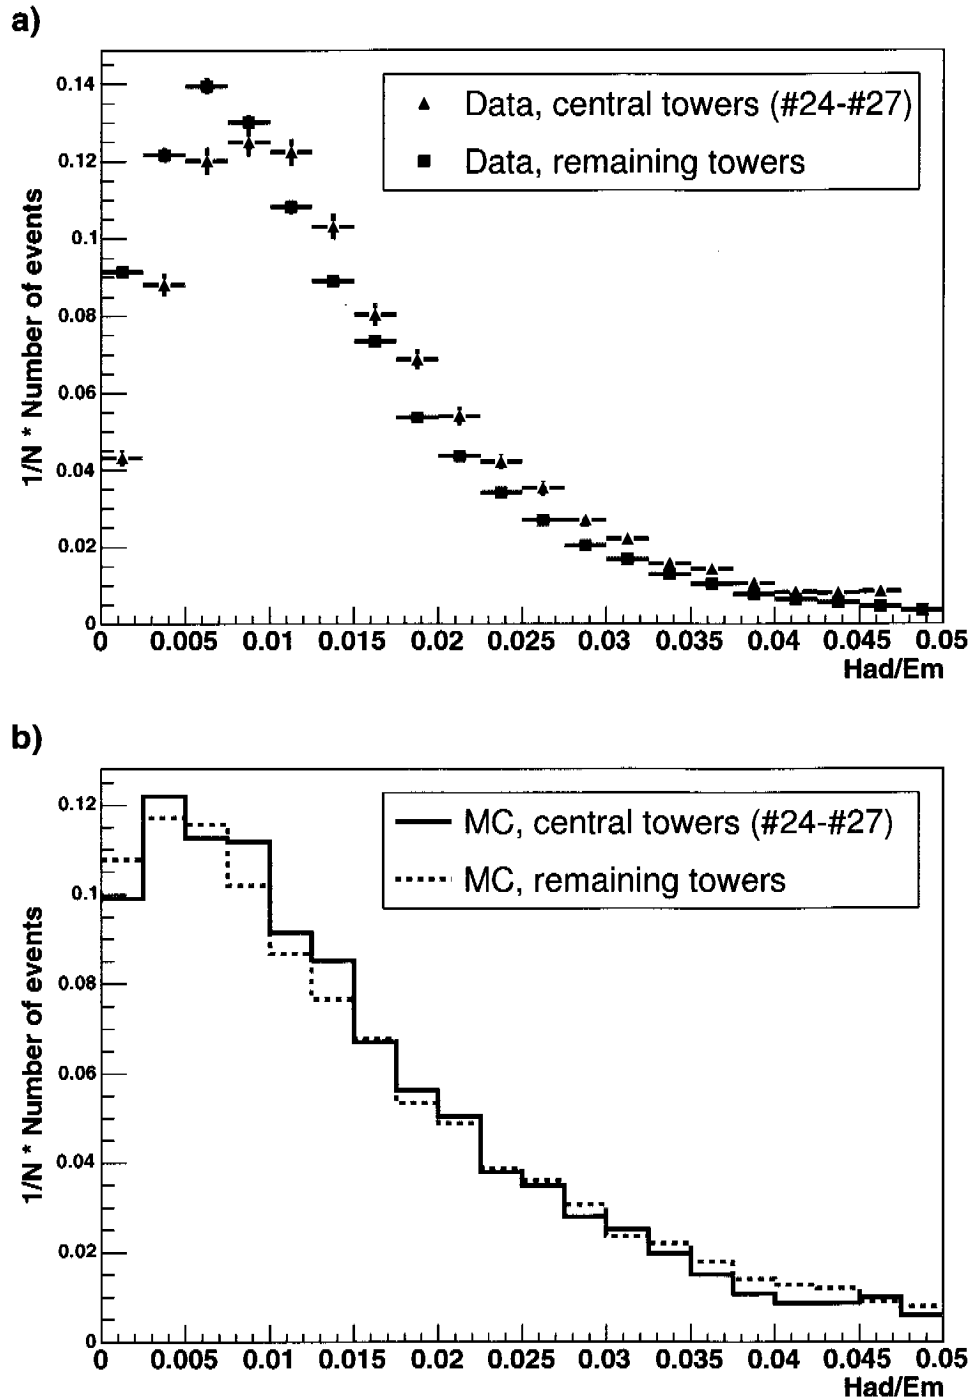 a)
0.14
0.12
0.1
0.08
0.06
0.04
0.02
0
1/N * Number of events
Data, central towers (#24-#27)
Data, remaining towers
0 0.005 0.01 0.015 0.02 0.025 0.03 0.035 0.04 0.045 0.05
Had/Em
b)
0.12
0.1
0.08
0.06
0.04
0.02
0
1/N * Number of events
MC, central towers (#24-#27)
MC, remaining towers
0 0.005 0.01 0.015 0.02 0.025 0.03 0.035 0.04 0.045 0.05
Had/Em